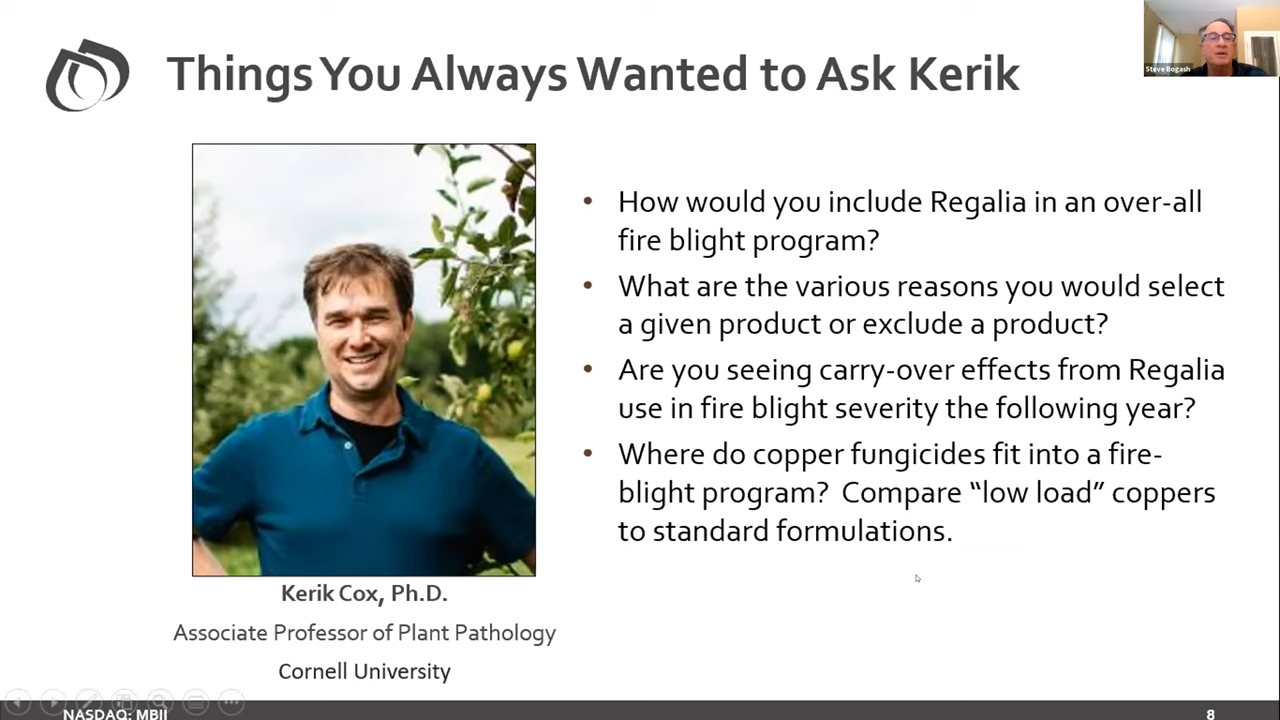 Things You Always Wanted to Ask Kerik
Steve Bogash
• How would you include Regalia in an over-all
fire blight program?
• What are the various reasons you would select
a given product or exclude a product?
• Are you seeing carry-over effects from Regalia
use in fire blight severity the following year?
• Where do copper fungicides fit into a fire-
blight program?  Compare “low load” coppers
to standard formulations.
Kerik Cox, Ph.D.
Associate Professor of Plant Pathology
Cornell University
NASDAQ: MBII
8